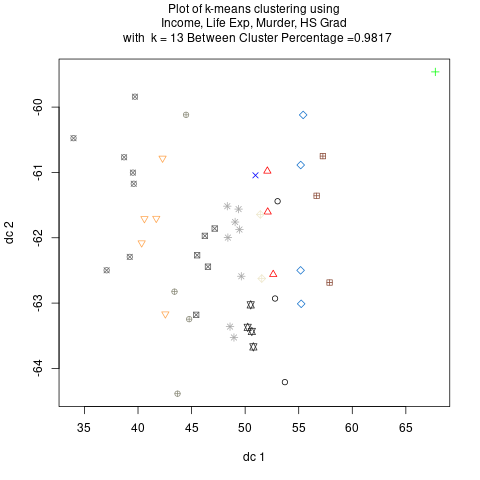 Plot of k-means clustering using
Income, Life Exp, Murder, HS Grad
with  k = 13 Between Cluster Percentage =0.9817
-60
-61
-62
-63
-64
dc 2
35 40 45 50 55 60 65
dc 1